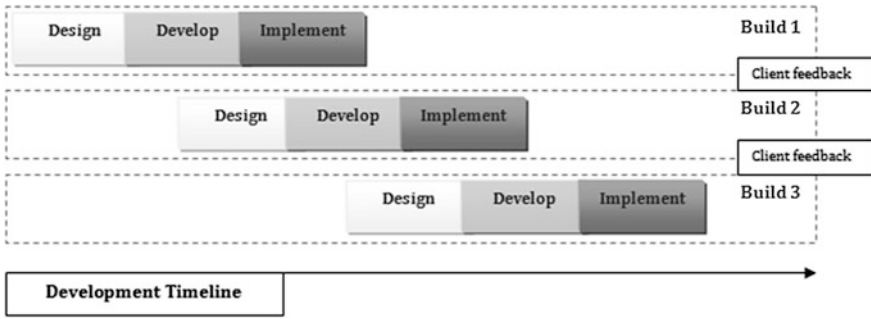 Design Develop Implement Build 1
Client feedback
Design Develop Implement Build 2
Client feedback
Design Develop Implement Build 3
Development Timeline